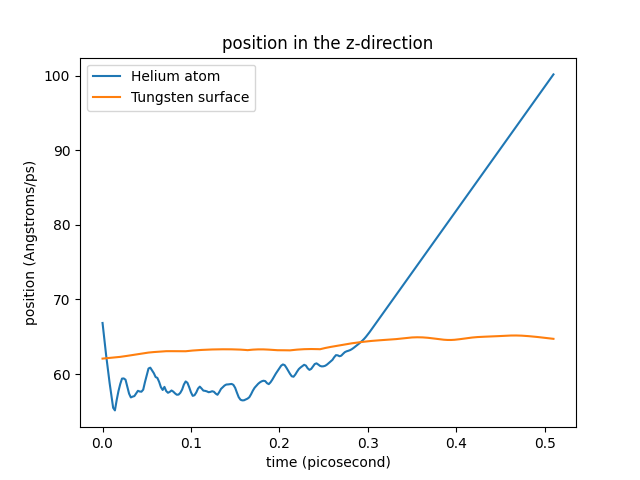 position in the z-direction
Helium atom
Tungsten surface
position (Angstroms/ps)
100
90
80
70
60
0.0 0.1 0.2 0.3 0.4 0.5
time (picosecond)